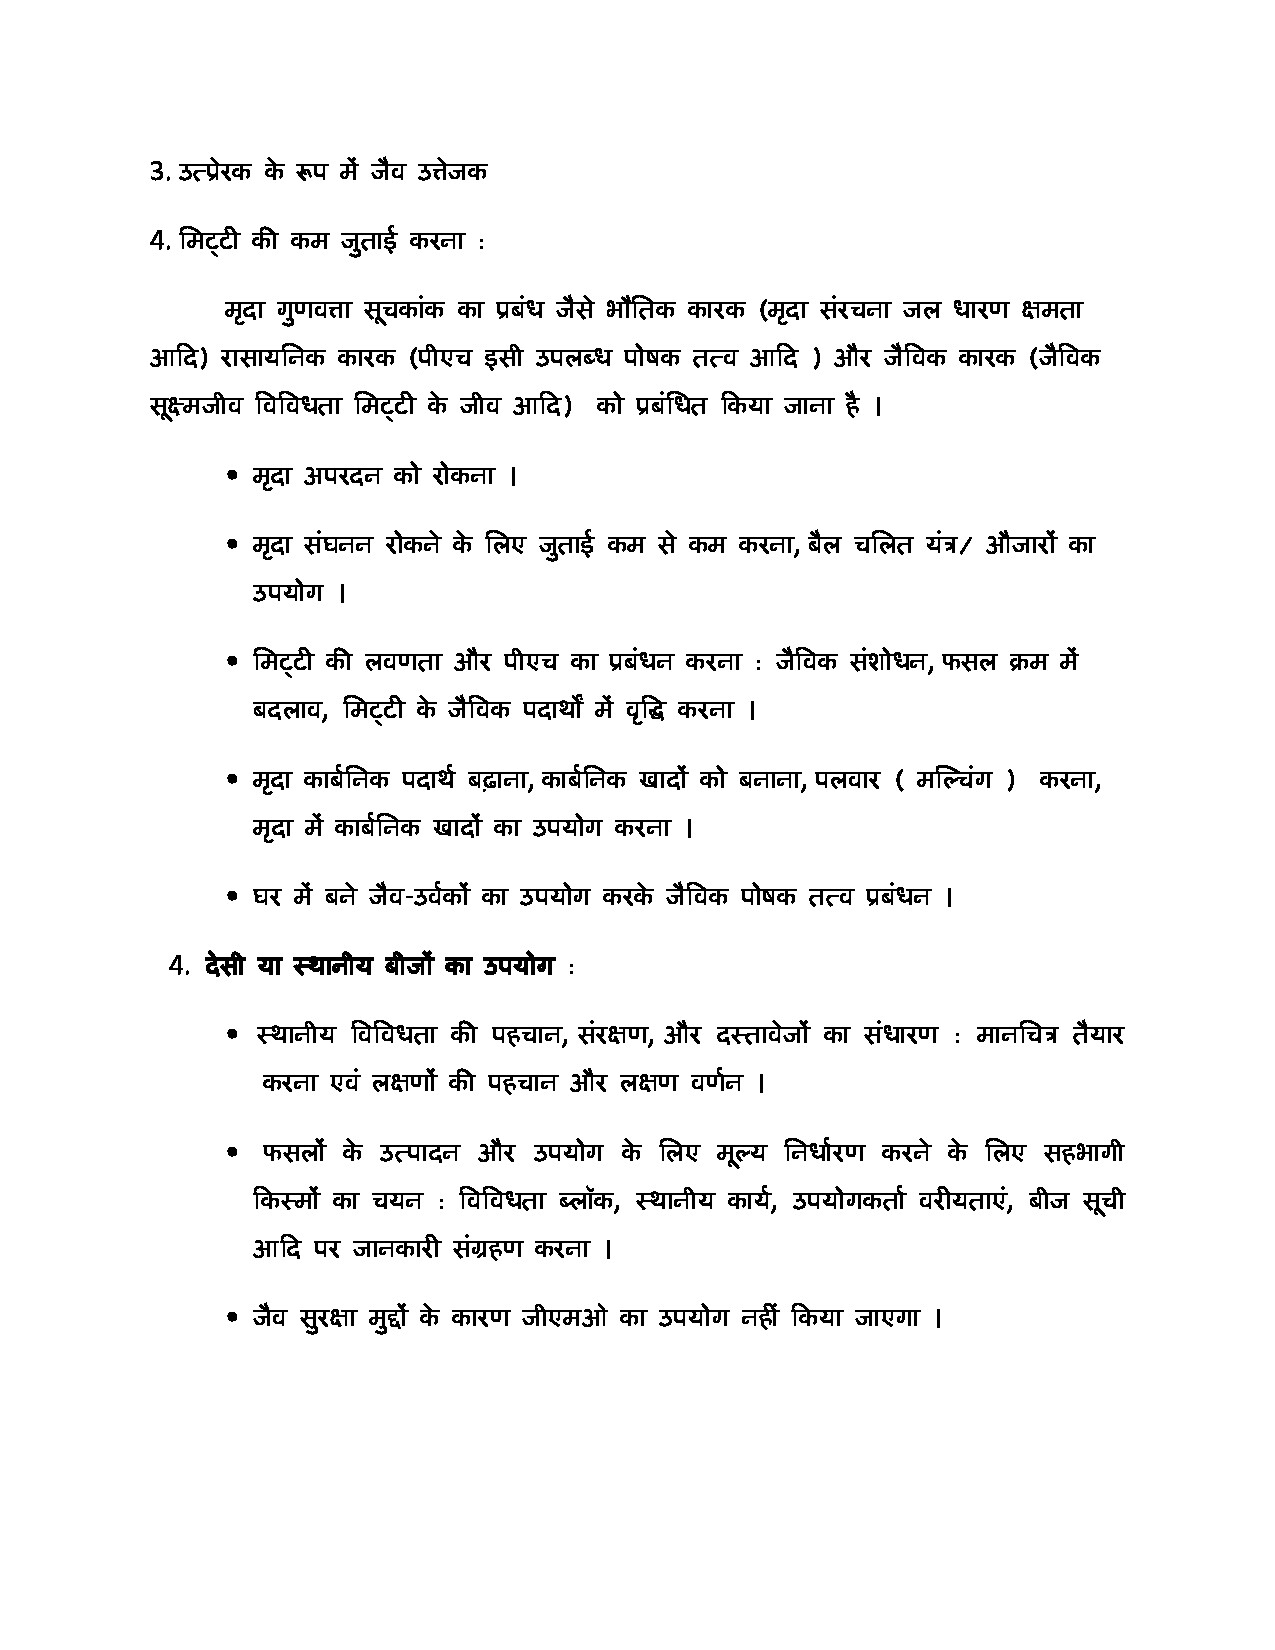 3. उत्प्रेरक के रूप में जैव उत्तेजक
4. मिट्टी की कम जुताई करना :
मृदा गुणवत्ता सूचकांक का प्रबंध जैसे भौतिक कारक (मृदा संरचना जल धारण क्षमता
आदि) रासायनिक कारक (पीएच इसी उपलब्ध पोषक तत्व आदि ) और जैविक कारक (जैविक
सूक्ष्मजीव विविधता मिट्टी के जीव आदि) को प्रबंधित किया जाना है ।
• मृदा अपरदन को रोकना ।
• मृदा संघनन रोकने के लिए जुताई कम से कम करना, बैल चलित यंत्र/ औजारों का
उपयोग ।
• मिट्टी की लवणता और पीएच का प्रबंधन करना : जैविक संशोधन, फसल क्रम में
बदलाव, मिट्टी के जैविक पदार्थों में वृद्धि करना ।
• मृदा कार्बनिक पदार्थ बढ़ाना, कार्बनिक खादों को बनाना, पलवार ( मल्चिंग ) करना,
मृदा में कार्बनिक खादों का उपयोग करना ।
• घर में बने जैव-उर्वकों का उपयोग करके जैविक पोषक तत्व प्रबंधन ।
4. देसी या स्थानीय बीजों का उपयोग :
• स्थानीय विविधता की पहचान, संरक्षण, और दस्तावेजों का संधारण : मानचित्र तैयार
करना एवं लक्षणों की पहचान और लक्षण वर्णन ।
• फसलों के उत्पादन और उपयोग के लिए मूल्य निर्धारण करने के लिए सहभागी
किस्मों का चयन : विविधता ब्लॉक, स्थानीय कार्य, उपयोगकर्ता वरीयताएं, बीज सूची
आदि पर जानकारी संग्रहण करना ।
• जैव सुरक्षा मुद्दों के कारण जीएमओ का उपयोग नहीं किया जाएगा ।